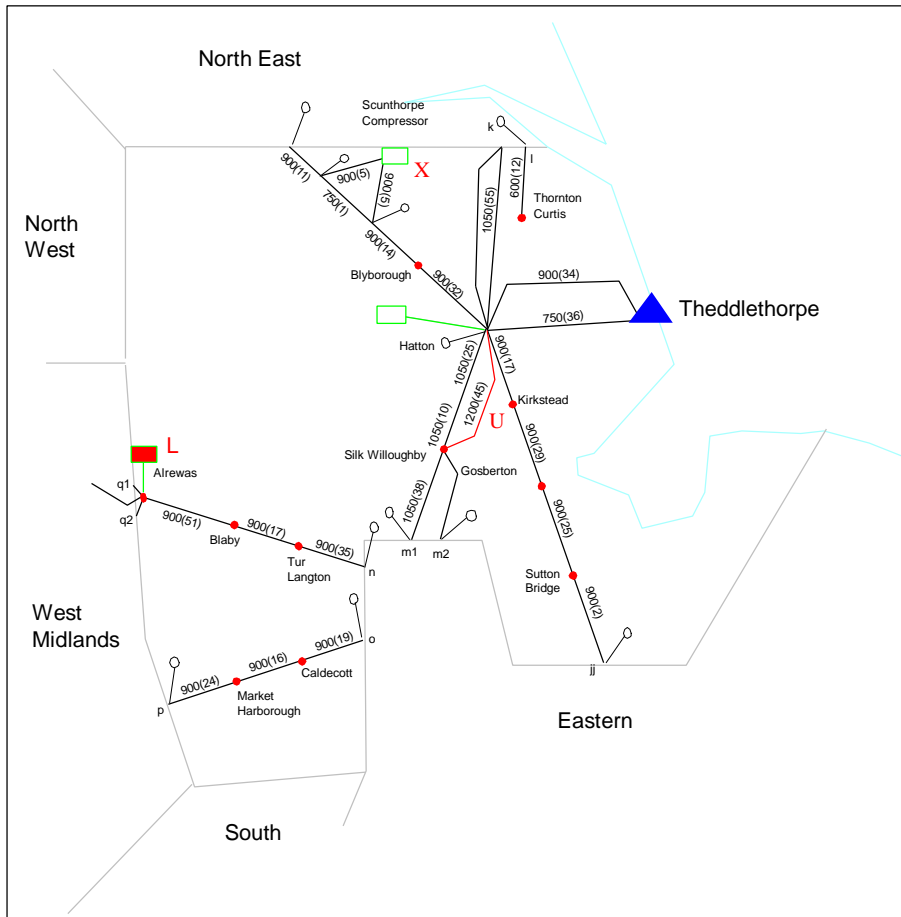 North East
Scunthorpe
Compressor
k
l
900(11)
900(5)
X
900(5)
750(1)
600(12)
1050(55)
Thornton
Curtis
North
West
900(14)
Blyborough
900(32)
900(34)
750(36)
Theddlethorpe
Hatton
1050(25)
900(17)
1200(45)
Kirkstead
U
1050(10)
Silk Willoughby
L
Alrewas
Gosberton
900(29)
q1
q2
900(51)
Blaby
900(17)
1050(38)
900(35)
Tur
Langton
n
m1
m2
900(25)
Sutton
Bridge
900(2)
West
Midlands
o
900(19)
Caldecott
900(16)
900(24)
Market
Harborough
p
jj
Eastern
South